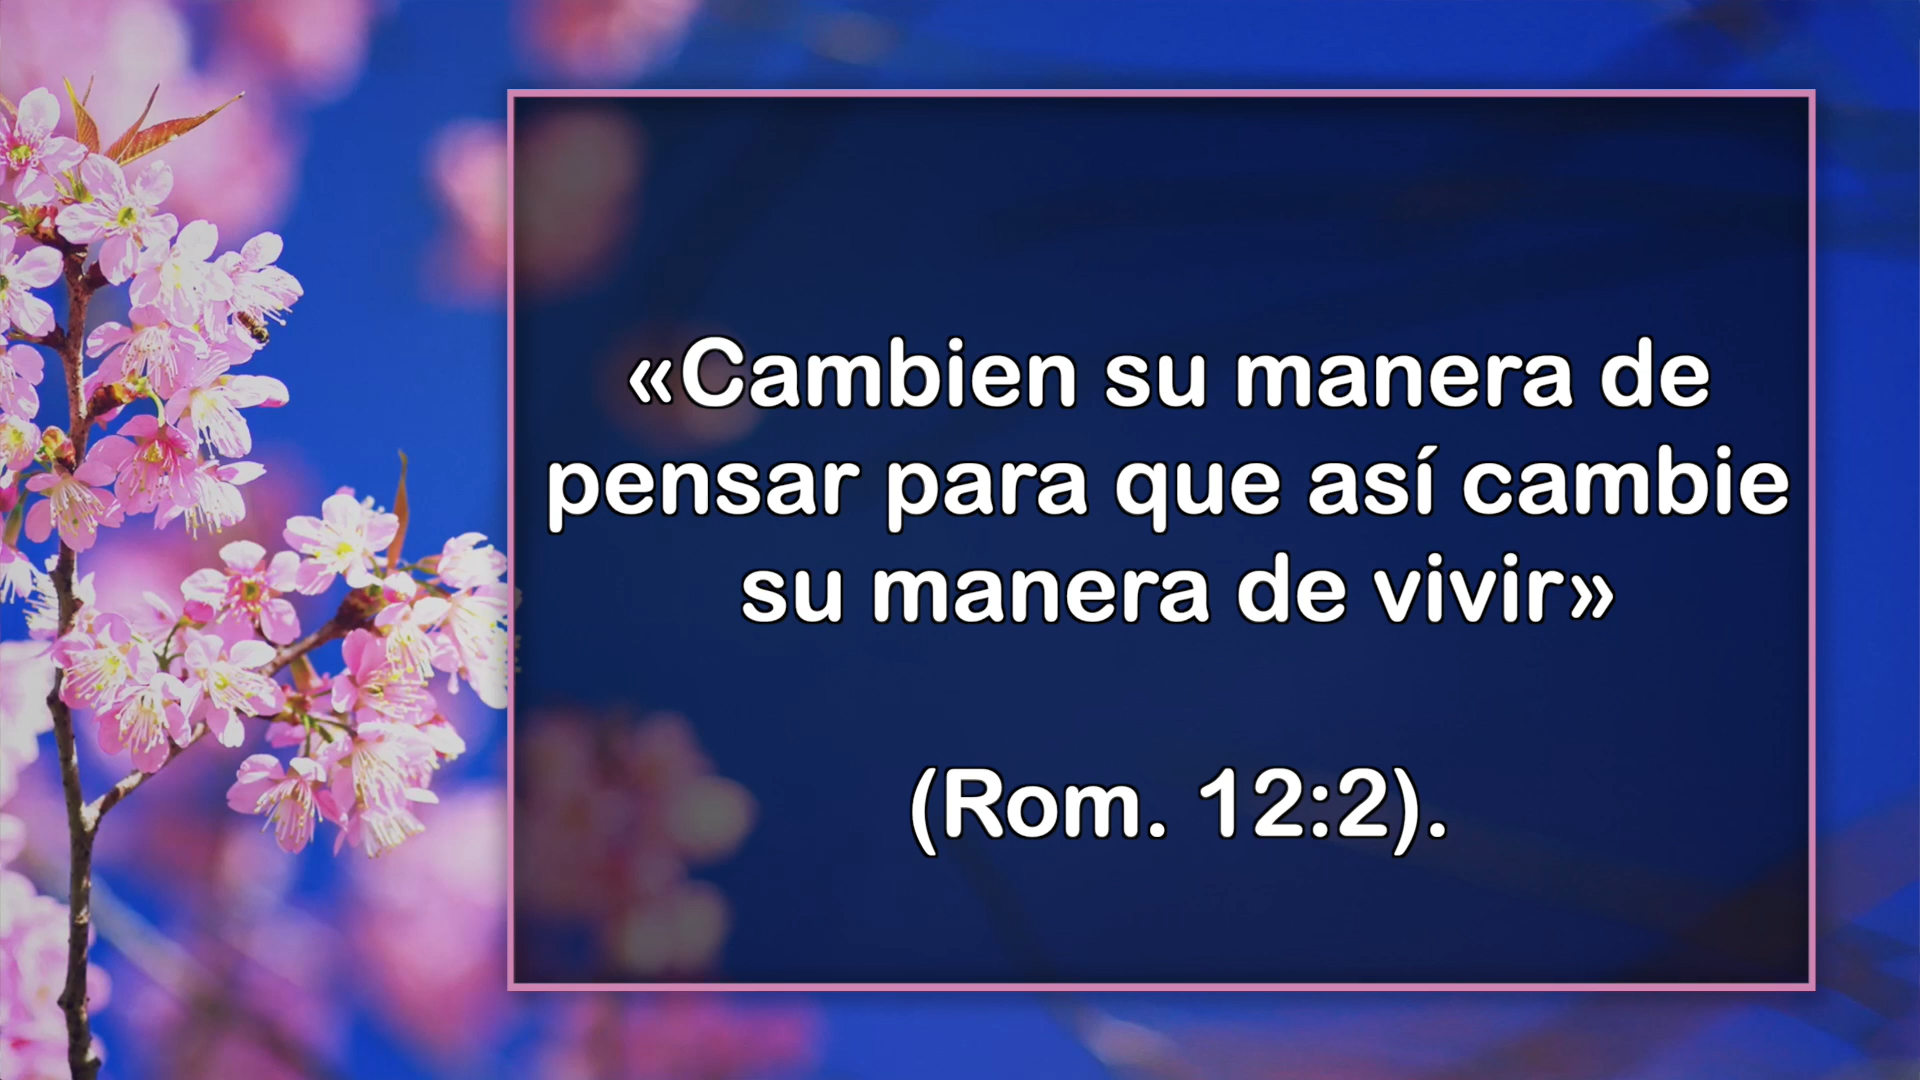 «Cambien su manera de
pensar para que así cambie
su manera de vivir»
(Rom. 12:2).